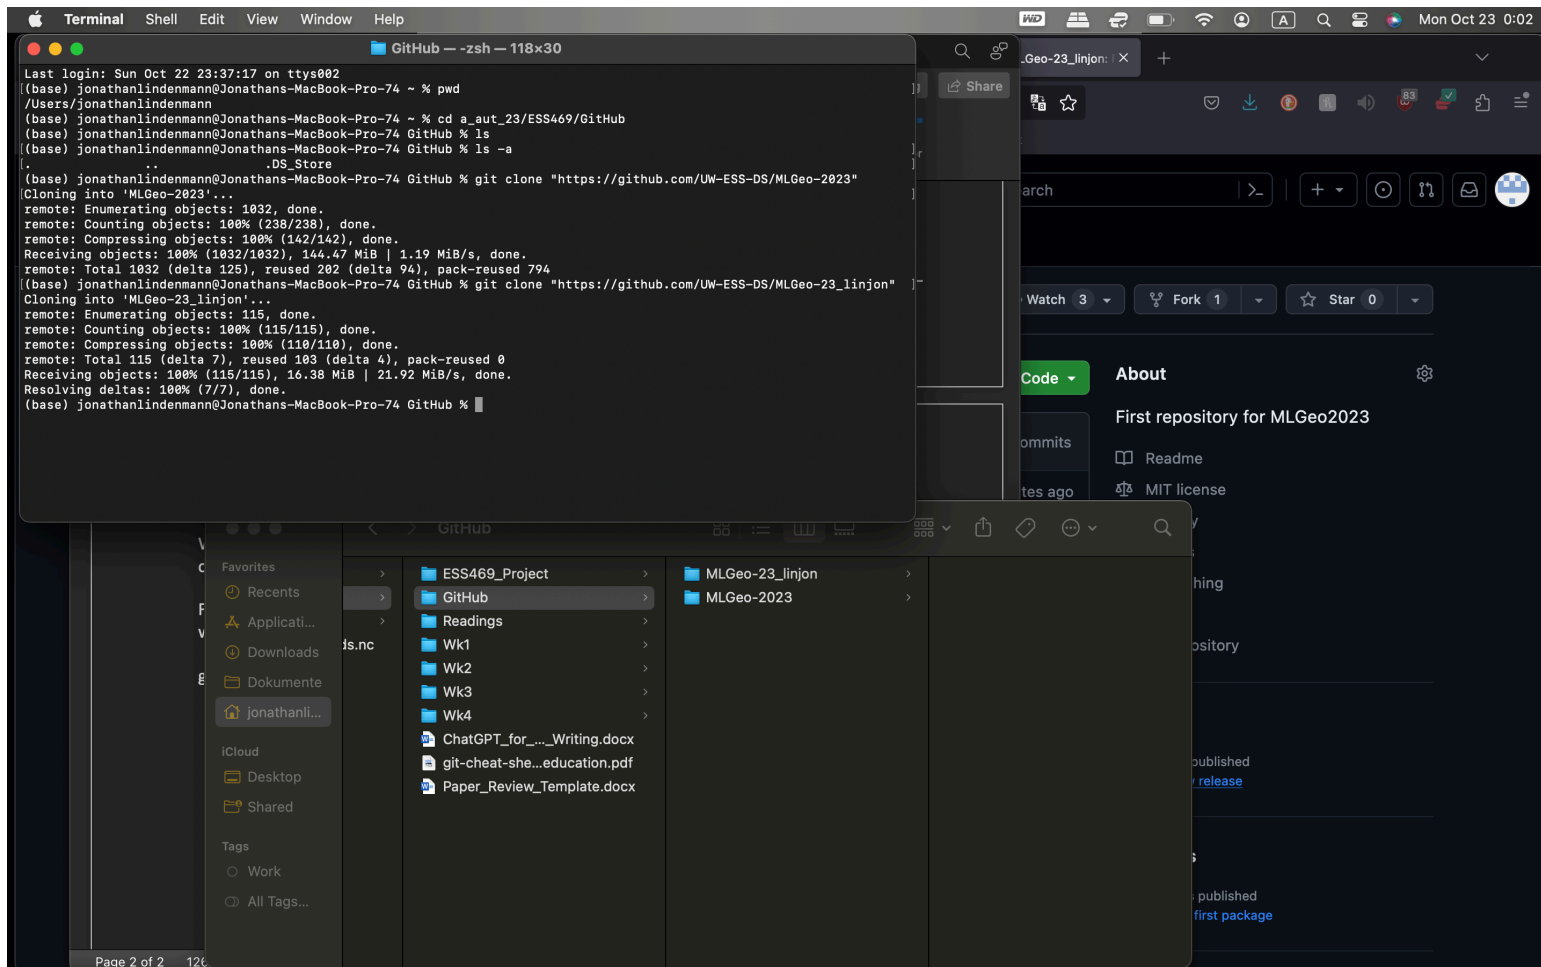 Terminal Shell Edit View Window Help
WD A Mon Oct 23 0:02
GitHub — -zsh — 118×30
Last login: Sun Oct 22 23:37:17 on ttys002
[(base) jonathanlindenmann@Jonathans-MacBook-Pro-74 ~ % pwd ]
/Users/jonathanlindenmann
(base) jonathanlindenmann@Jonathans-MacBook-Pro-74 ~ % cd a_aut_23/ESS469/GitHub
(base) jonathanlindenmann@Jonathans-MacBook-Pro-74 GitHub % ls
[(base) jonathanlindenmann@Jonathans-MacBook-Pro-74 GitHub % ls -a ]
[. .. .DS_Store ]
(base) jonathanlindenmann@Jonathans-MacBook-Pro-74 GitHub % git clone "https://github.com/UW-ESS-DS/MLGeo-2023"
[Cloning into 'MLGeo-2023'... ]
remote: Enumerating objects: 1032, done.
remote: Counting objects: 100% (238/238), done.
remote: Compressing objects: 100% (142/142), done.
Receiving objects: 100% (1032/1032), 144.47 MiB | 1.19 MiB/s, done.
remote: Total 1032 (delta 125), reused 202 (delta 94), pack-reused 794
[(base) jonathanlindenmann@Jonathans-MacBook-Pro-74 GitHub % git clone "https://github.com/UW-ESS-DS/MLGeo-23_linjon" ]
Cloning into 'MLGeo-23_linjon'...
remote: Enumerating objects: 115, done.
remote: Counting objects: 100% (115/115), done.
remote: Compressing objects: 100% (110/110), done.
remote: Total 115 (delta 7), reused 103 (delta 4), pack-reused 0
Receiving objects: 100% (115/115), 16.38 MiB | 21.92 MiB/s, done.
Resolving deltas: 100% (7/7), done.
(base) jonathanlindenmann@Jonathans-MacBook-Pro-74 GitHub %
Share
.Geo-23_linjon:
83
arch
Watch 3
Fork 1
Star 0
Code
About
First repository for MLGeo2023
ommits
Readme
tes ago
MIT license
hing
ository
published
release
published
first package
GitHub
Favorites
Recents
Applicati...
Downloads
Dokumente
jonathanli...
iCloud
Desktop
Shared
Tags
Work
All Tags...
ds.nc
ESS469_Project
GitHub
Readings
Wk1
Wk2
Wk3
Wk4
ChatGPT_for_..._Writing.docx
git-cheat-she...education.pdf
Paper_Review_Template.docx
MLGeo-23_linjon
MLGeo-2023
Page 2 of 2